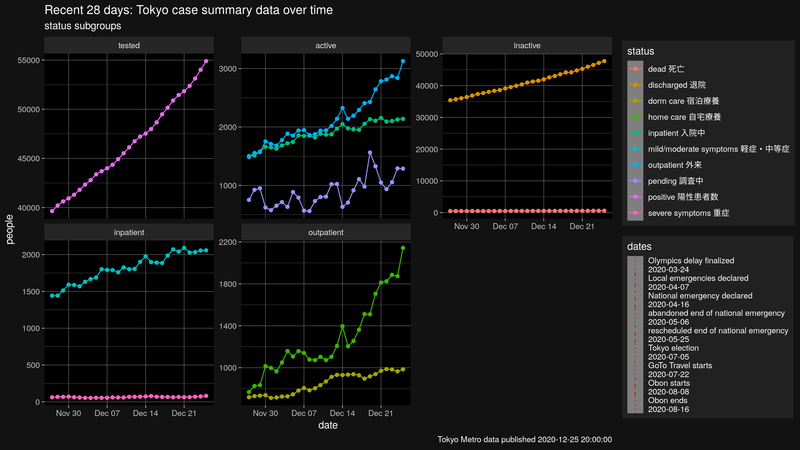 Recent 28 days: Tokyo case summary data over time
status subgroups
tested
active
inactive
55000
50000
45000
40000
3000
2000
1000
50000
40000
30000
20000
10000
0
Nov 30
Dec 07
Dec 14
Dec 21
inpatient
outpatient
2000
1500
1000
500
0
2200
1800
1400
1000
Nov 30
Dec 07
Dec 14
Dec 21
Nov 30
Dec 07
Dec 14
Dec 21
people
date
status
dead 死亡
discharged 退院
dorm care 宿泊療養
home care 自宅療養
inpatient 入院中
mild/moderate symptoms 軽症・中等症
outpatient 外来
pending 調査中
positive 陽性患者数
severe symptoms 重症
dates
Olympics delay finalized
2020-03-24
Local emergencies declared
2020-04-07
National emergency declared
2020-04-16
abandoned end of national emergency
2020-05-06
rescheduled end of national emergency
2020-05-25
Tokyo election
2020-07-05
GoTo Travel starts
2020-07-22
Obon starts
2020-08-08
Obon ends
2020-08-16
Tokyo Metro data published 2020-12-25 20:00:00